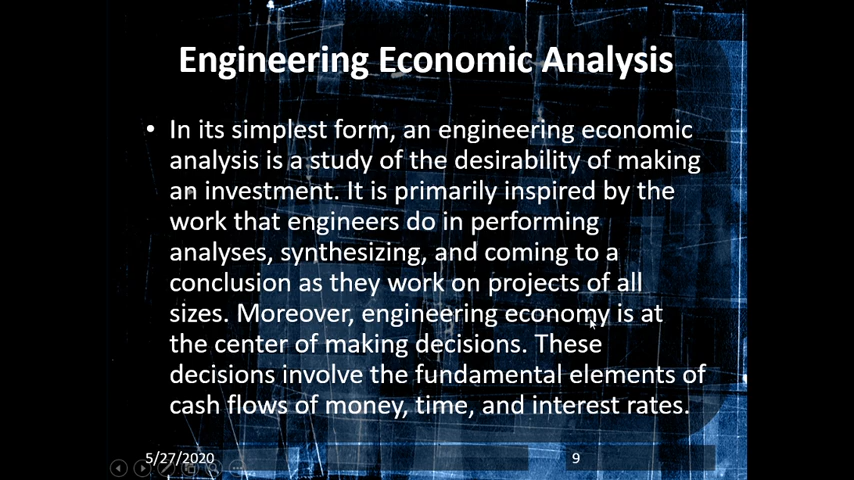 Engineering Economic Analysis
• In its simplest form, an engineering economic
analysis is a study of the desirability of making
an investment. It is primarily inspired by the
work that engineers do in performing
analyses, synthesizing, and coming to a
conclusion as they work on projects of all
sizes. Moreover, engineering economy is at
the center of making decisions. These
decisions involve the fundamental elements of
cash flows of money, time, and interest rates.
5/27/2020
9